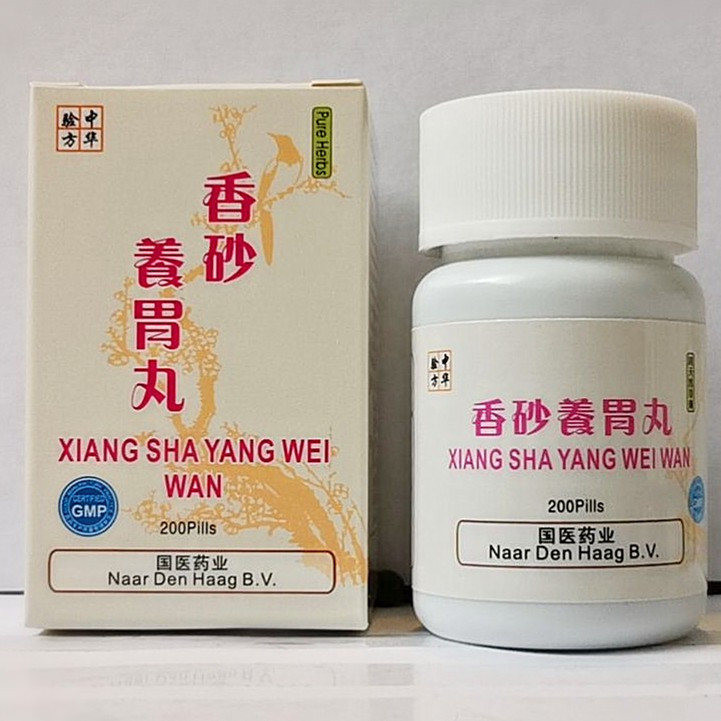 中华
验方
Pure Herbs
香砂
養胃丸
XIANG SHA YANG WEI
WAN
CERTIFIED
GMP
200Pills
国医药业
Naar Den Haag B.V.
中华
验方
香砂養胃丸
XIANG SHA YANG WEI WAN
200Pills
国医药业
Naar Den Haag B.V.